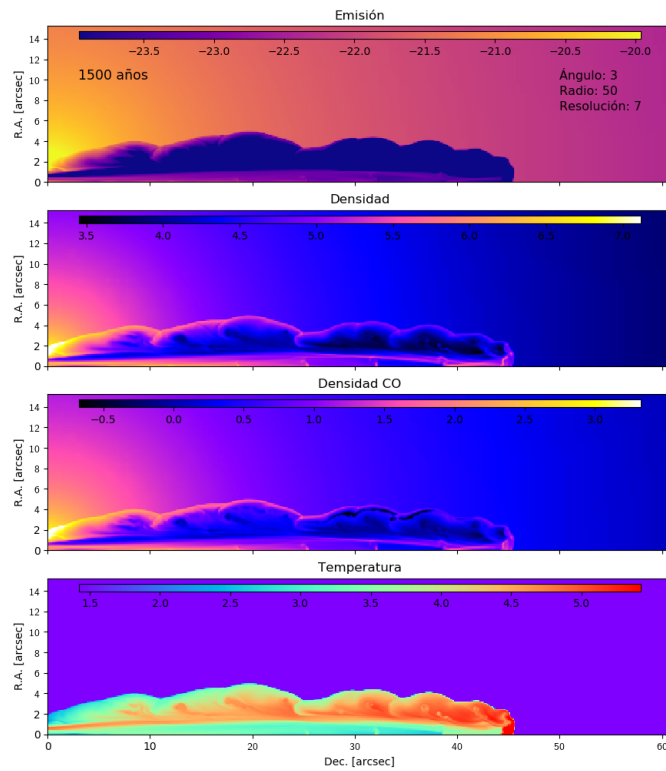 Emisión
−23.5 −23.0 −22.5 −22.0 −21.5 −21.0 −20.5 −20.0
1500 años
Ángulo: 3
Radio: 50
Resolución: 7
R.A. [arcsec]
14
12
10
8
6
4
2
0
Densidad
3.5 4.0 4.5 5.0 5.5 6.0 6.5 7.0
R.A. [arcsec]
14
12
10
8
6
4
2
0
Densidad CO
−0.5 0.0 0.5 1.0 1.5 2.0 2.5 3.0
R.A. [arcsec]
14
12
10
8
6
4
2
0
Temperatura
1.5 2.0 2.5 3.0 3.5 4.0 4.5 5.0
R.A. [arcsec]
14
12
10
8
6
4
2
0
0 10 20 30 40 50 60
Dec. [arcsec]